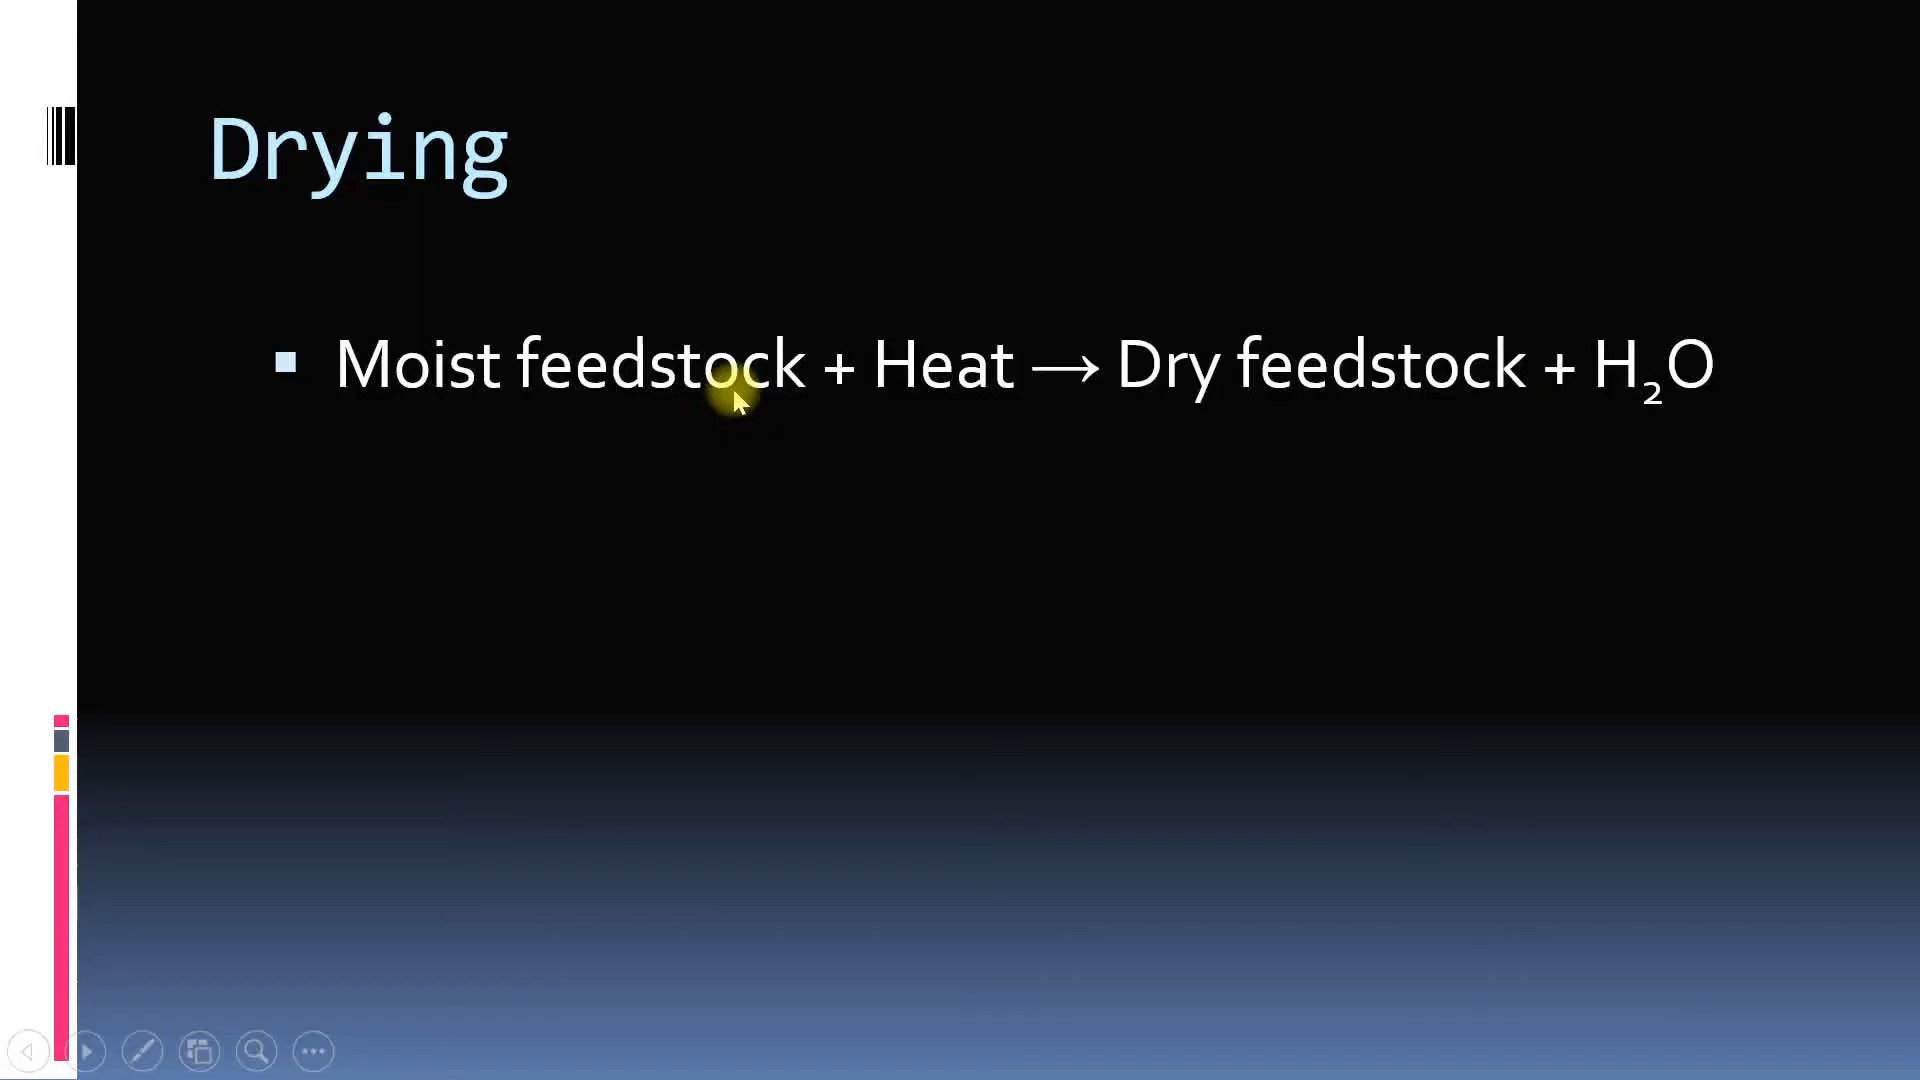 Drying
Moist feedstock + Heat → Dry feedstock + H₂O